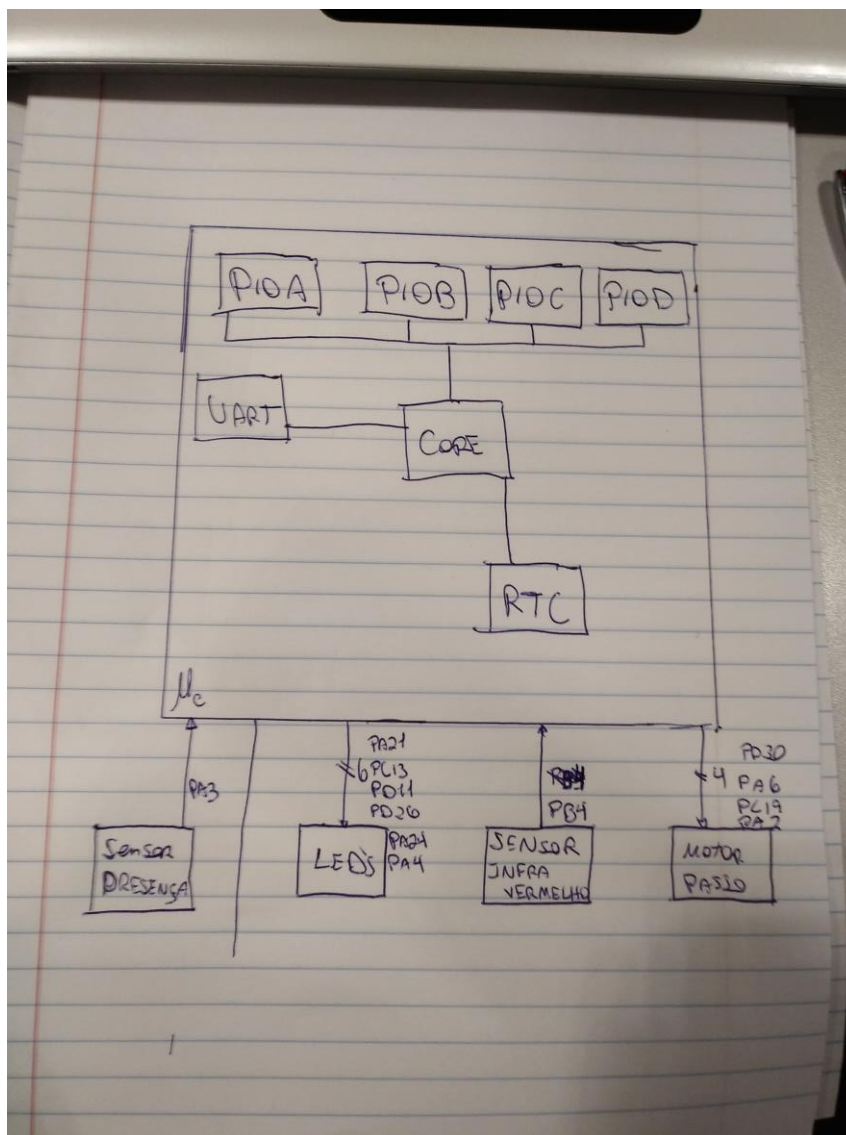 PIOA
PIOB
PIOC
PIOD
UART
CORE
RTC
µc
PA3
Sensor
PRESENÇA
6
PA21
PC13
PD11
PD26
PA24
PA4
LED's
PB4
SENSOR
INFRA
VERMELHO
4
PD30
PA6
PC19
PA2
MOTOR
PASSO